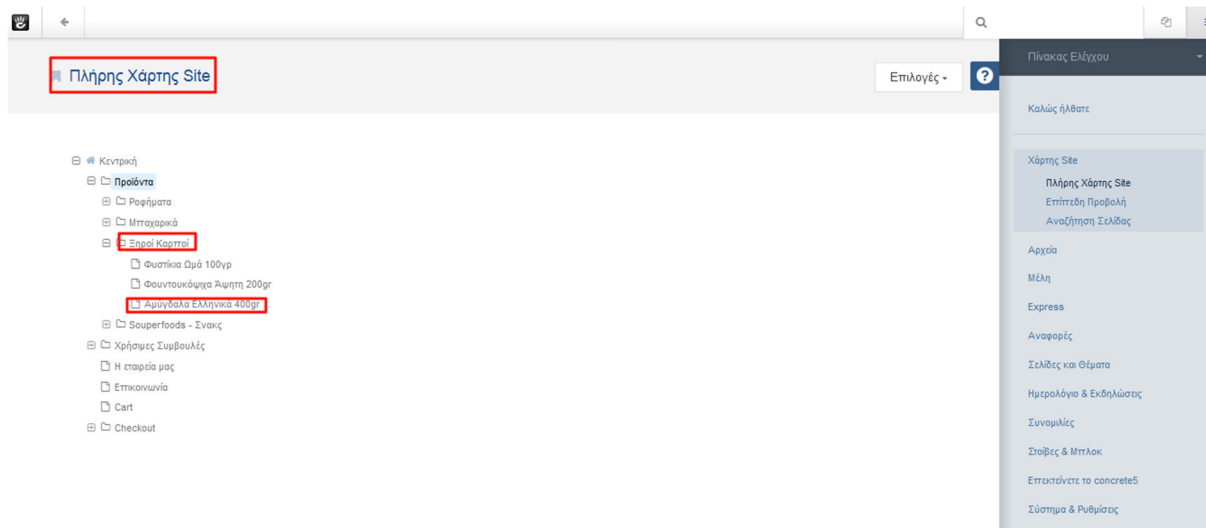 Πίνακας Ελέγχου
Πλήρης Χάρτης Site
Επιλογές
?
Καλώς ήλθατε
Κεντρική
Προϊόντα
Ροφήματα
Μπαχαρικά
Ξηροί Καρποί
Φυστίκια Ωμά 100γρ
Φουντουκόψιχα Άψητη 200gr
Αμύγδαλα Ελληνικά 400gr
Souperfoods - Σνακς
Χρήσιμες Συμβουλές
Η εταιρεία μας
Επικοινωνία
Cart
Checkout
Χάρτης Site
Πλήρης Χάρτης Site
Επίπεδη Προβολή
Αναζήτηση Σελίδας
Αρχεία
Μέλη
Express
Αναφορές
Σελίδες και Θέματα
Ημερολόγιο & Εκδηλώσεις
Συνομιλίες
Στοίβες & Μπλοκ
Επεκτείνετε το concrete5
Σύστημα & Ρυθμίσεις